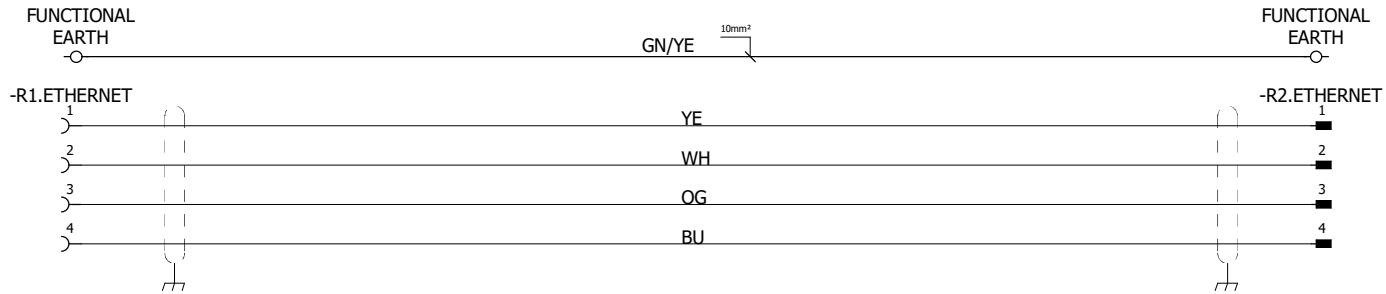 FUNCTIONAL
EARTH
FUNCTIONAL
EARTH
10mm²
GN/YE
-R1.ETHERNET
-R2.ETHERNET
1
YE
1
2
WH
2
3
OG
3
4
BU
4